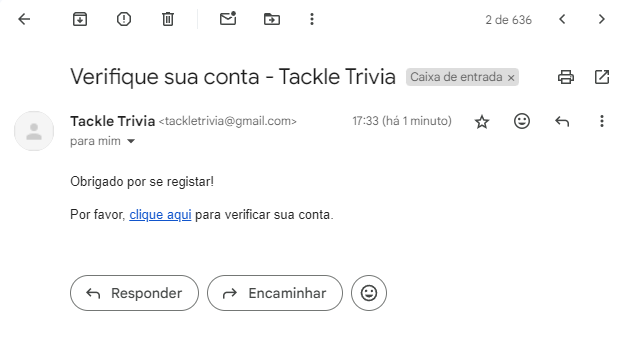 2 de 636
Verifique sua conta - Tackle Trivia Caixa de entrada ×
Tackle Trivia <tackletrivia@gmail.com> 17:33 (há 1 minuto)
para mim
Obrigado por se registar!
Por favor, clique aqui para verificar sua conta.
Responder Encaminhar